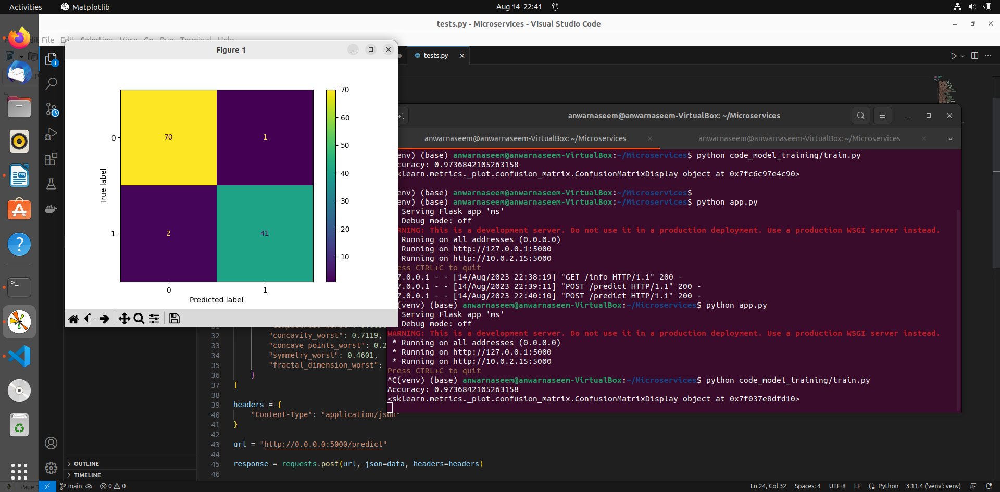 Activities
Matplotlib
Aug 14 22:41
tests.py - Microservices - Visual Studio Code
File Edit Selection View Go Run Terminal Help
Figure 1
tests.py
0
1
True label
70
1
2
41
0
1
Predicted label
70
60
50
40
30
20
10
anwarnaseem@anwarnaseem-VirtualBox: ~/Microservices
anwarnaseem@anwarnaseem-VirtualBox: ~/Microservices
anwarnaseem@anwarnaseem-VirtualBox: ~/Microservices
env) (base) anwarnaseem@anwarnaseem-VirtualBox:~/Microservices$ python code_model_training/train.py
ccuracy: 0.9736842105263158
sklearn.metrics._plot.confusion_matrix.ConfusionMatrixDisplay object at 0x7fc6c97e4c90>
env) (base) anwarnaseem@anwarnaseem-VirtualBox:~/Microservices$
env) (base) anwarnaseem@anwarnaseem-VirtualBox:~/Microservices$ python app.py
Serving Flask app 'ms'
Debug mode: off
RNING: This is a development server. Do not use it in a production deployment. Use a production WSGI server instead.
Running on all addresses (0.0.0.0)
Running on http://127.0.0.1:5000
Running on http://10.0.2.15:5000
ess CTRL+C to quit
7.0.0.1 - - [14/Aug/2023 22:38:19] "GET /info HTTP/1.1" 200 -
7.0.0.1 - - [14/Aug/2023 22:39:11] "POST /predict HTTP/1.1" 200 -
7.0.0.1 - - [14/Aug/2023 22:40:10] "POST /predict HTTP/1.1" 200 -
(venv) (base) anwarnaseem@anwarnaseem-VirtualBox:~/Microservices$ python app.py
Serving Flask app 'ms'
Debug mode: off
WARNING: This is a development server. Do not use it in a production deployment. Use a production WSGI server instead.
* Running on all addresses (0.0.0.0)
* Running on http://127.0.0.1:5000
* Running on http://10.0.2.15:5000
Press CTRL+C to quit
^C(venv) (base) anwarnaseem@anwarnaseem-VirtualBox:~/Microservices$ python code_model_training/train.py
Accuracy: 0.9736842105263158
<sklearn.metrics._plot.confusion_matrix.ConfusionMatrixDisplay object at 0x7f037e8dfd10>
32 "concavity_worst": 0.7119,
33 "concave points_worst": 0.2
34 "symmetry_worst": 0.4601,
35 "fractal_dimension_worst":
36 }
37 ]
38
39 headers = {
40 "Content-Type": "application/json"
41 }
42
43 url = "http://0.0.0.0:5000/predict"
44
45 response = requests.post(url, json=data, headers=headers)
46
OUTLINE
TIMELINE
Page 1
main
0 0
Ln 24, Col 32
Spaces: 4
UTF-8
LF
Python
3.11.4 ('venv': venv)